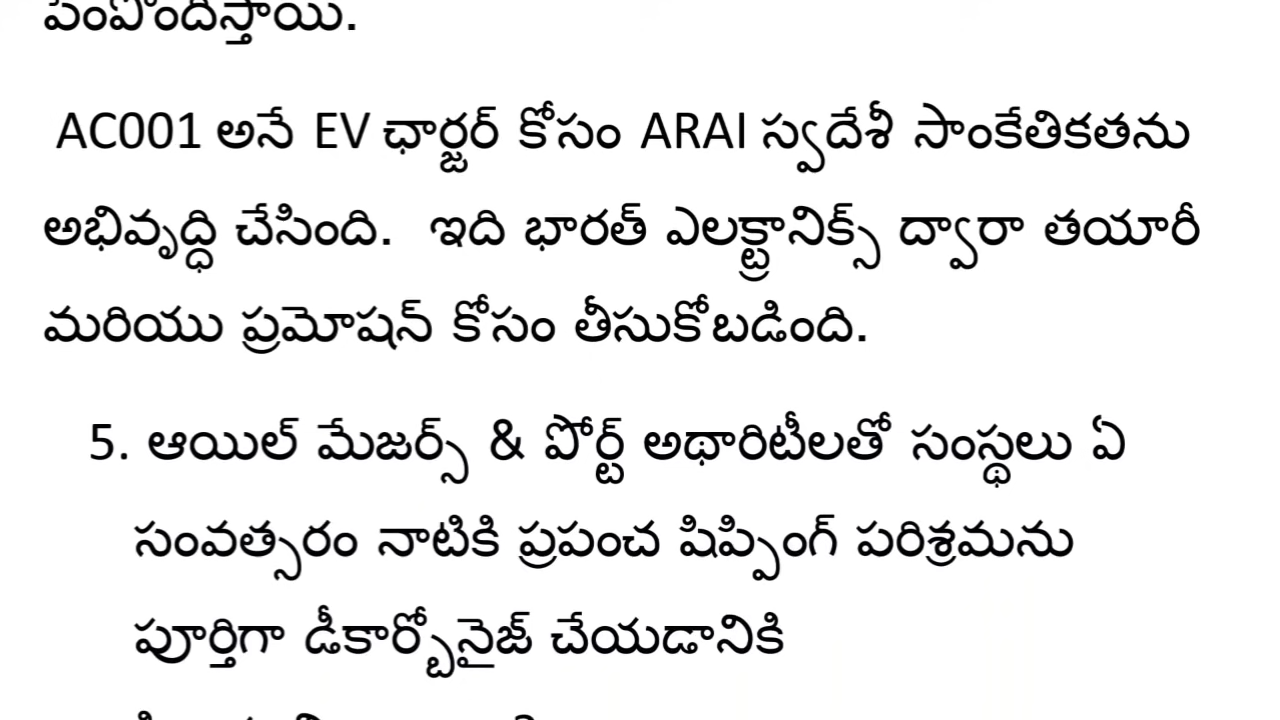 పెంపొందిస్తాయి.
AC001 అనే EV ఛార్జర్ కోసం ARAI స్వదేశీ సాంకేతికతను
అభివృద్ధి చేసింది. ఇది భారత్ ఎలక్ట్రానిక్స్ ద్వారా తయారీ
మరియు ప్రమోషన్ కోసం తీసుకోబడింది.
5. ఆయిల్ మేజర్స్ & పోర్ట్ అథారిటీలతో సంస్థలు ఏ
సంవత్సరం నాటికి ప్రపంచ షిప్పింగ్ పరిశ్రమను
పూర్తిగా డీకార్బోనైజ్ చేయడానికి